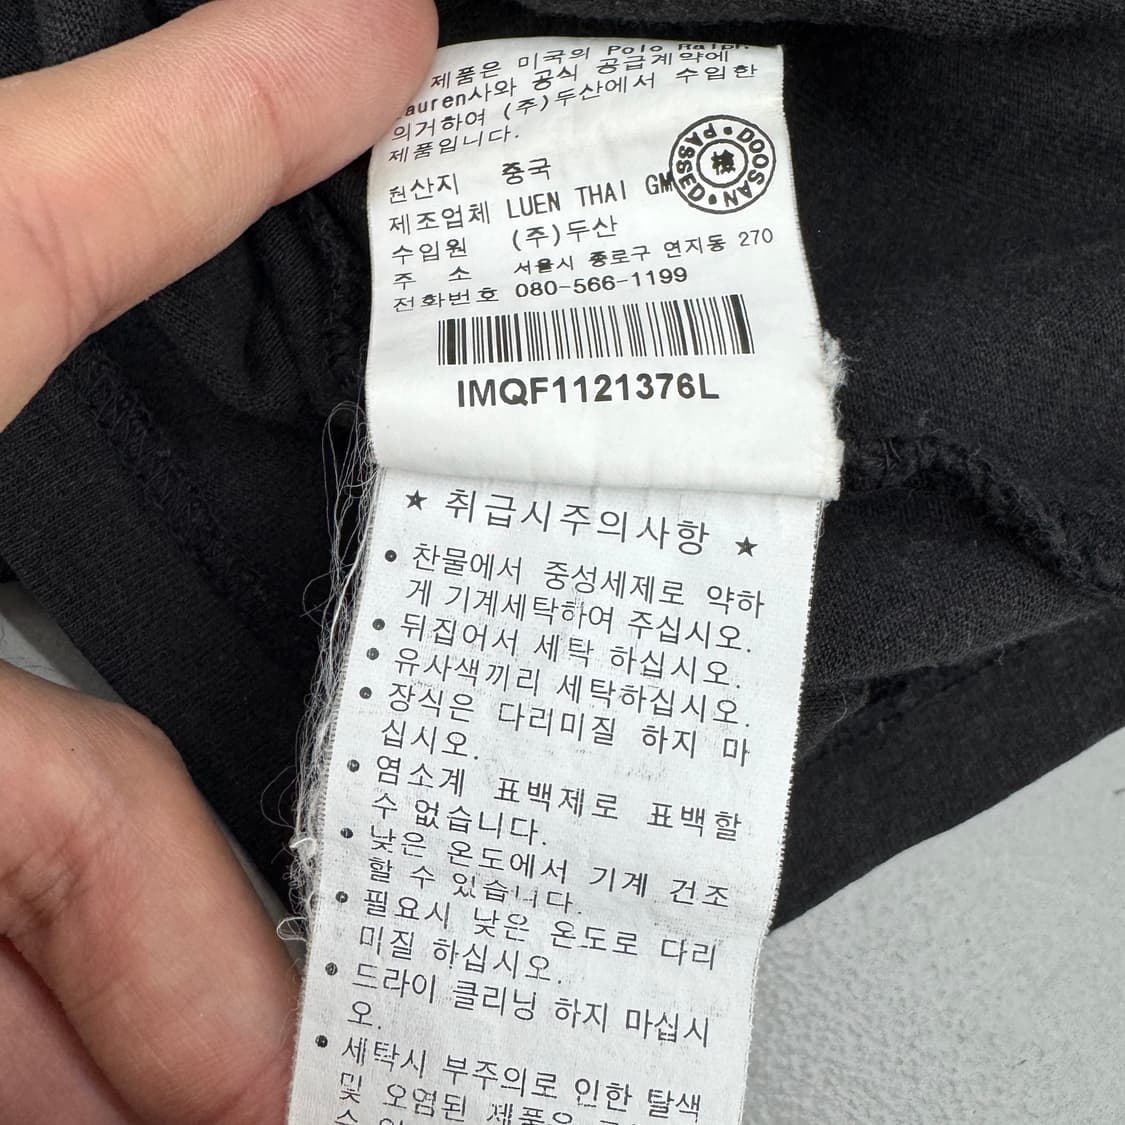 제품은 미국의 Polo Ralph
Lauren사와 공식 공급계약에
의거하여 (주)두산에서 수입한
제품입니다.
원산지 중국
제조업체 LUEN THAI GM
수입원 (주)두산
주 소 서울시 종로구 연지동 270
전화번호 080-566-1199
DOOSAN PASSED
IMQF1121376L
★ 취급시주의사항 ★
• 찬물에서 중성세제로 약하
게 기계세탁하여 주십시오.
• 뒤집어서 세탁 하십시오.
• 유사색끼리 세탁하십시오.
• 장식은 다리미질 하지 마
십시오.
• 염소계 표백제로 표백할
수 없습니다.
• 낮은 온도에서 기계 건조
할 수 있습니다.
• 필요시 낮은 온도로 다리
미질 하십시오.
• 드라이 클리닝 하지 마십시
오.
• 세탁시 부주의로 인한 탈색
및 오염된 제품은
수